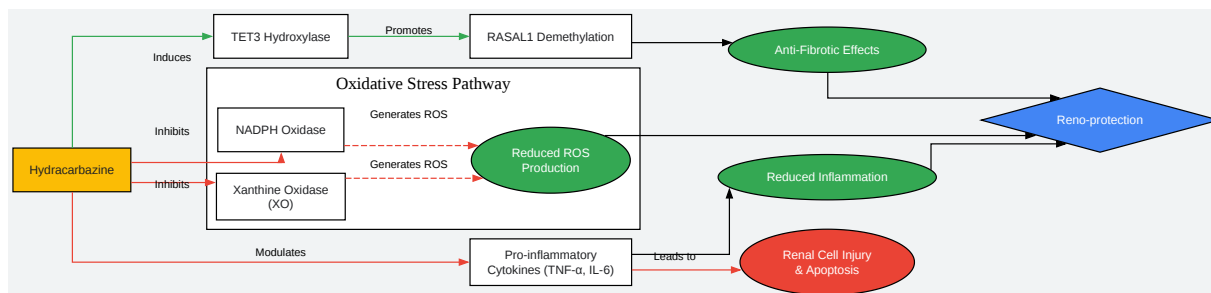 TET3 Hydroxylase
Promotes
RASAL1 Demethylation
Anti-Fibrotic Effects
Induces
Oxidative Stress Pathway
Generates ROS
Inhibits
NADPH Oxidase
Reno-protection
Reduced ROS
Production
Generates ROS
Hydracarbazine
Inhibits
Xanthine Oxidase
(XO)
Reduced Inflammation
Modulates
Pro-inflammatory
Cytokines (TNF-α, IL-6)
Leads to
Renal Cell Injury
& Apoptosis